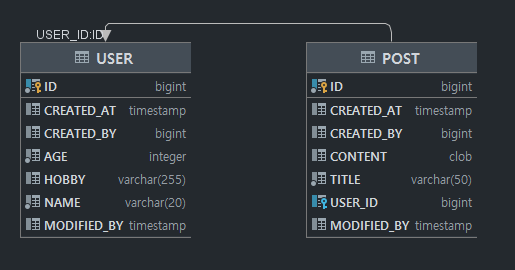 USER_ID:ID
USER
ID bigint
CREATED_AT timestamp
CREATED_BY bigint
AGE integer
HOBBY varchar(255)
NAME varchar(20)
MODIFIED_BY timestamp
POST
ID bigint
CREATED_AT timestamp
CREATED_BY bigint
CONTENT clob
TITLE varchar(50)
USER_ID bigint
MODIFIED_BY timestamp